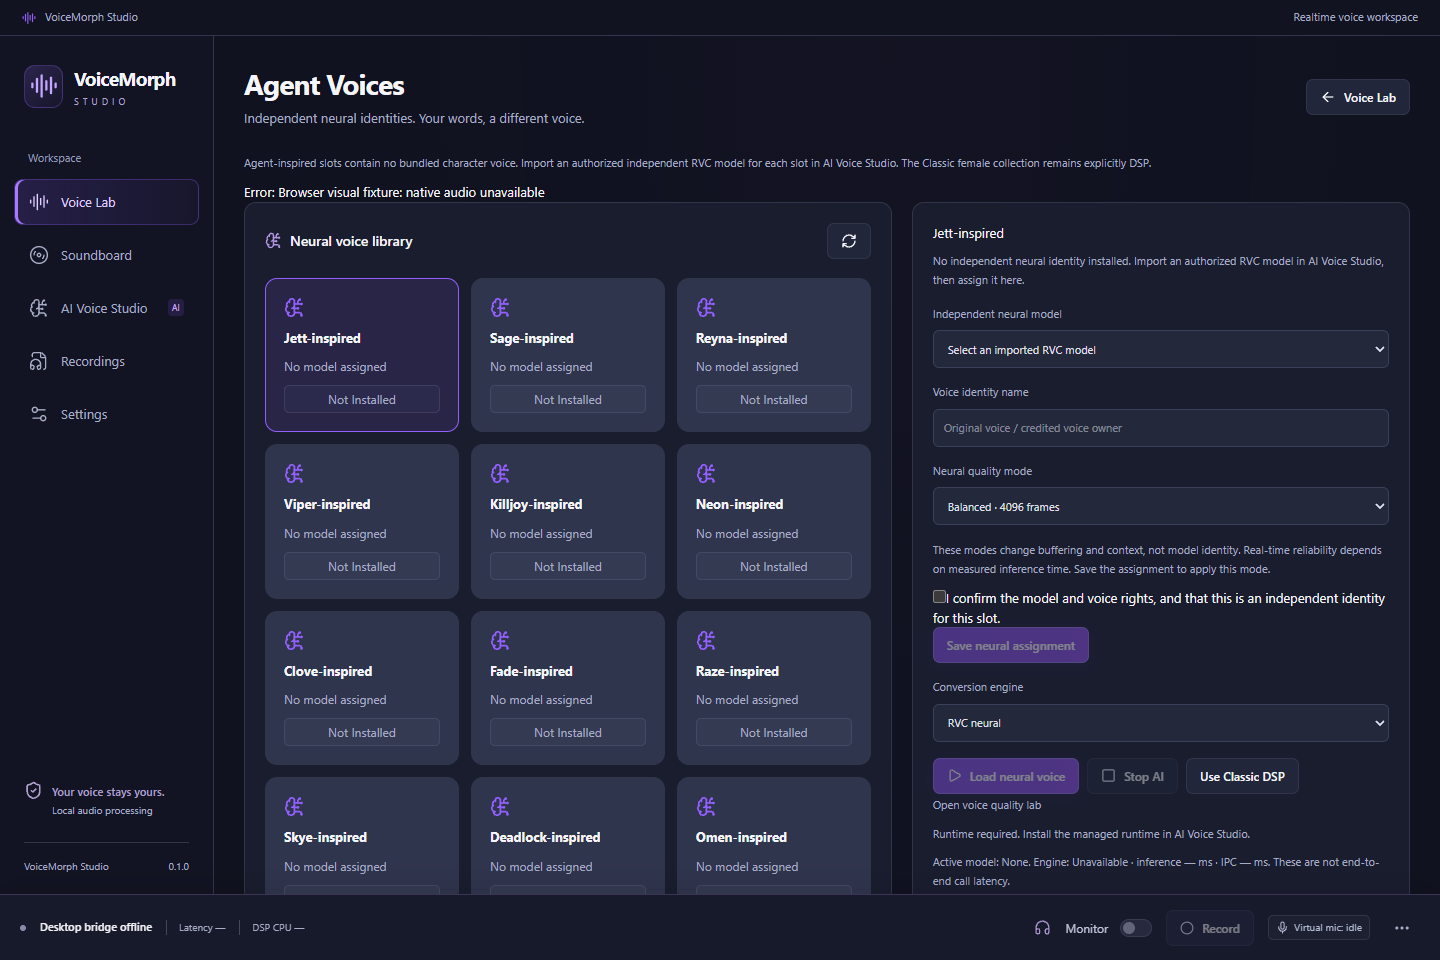 VoiceMorph Studio
Realtime voice workspace
VoiceMorph
STUDIO
Workspace
Voice Lab
Soundboard
AI Voice Studio
AI
Recordings
Settings
Your voice stays yours.
Local audio processing
VoiceMorph Studio
0.1.0
Agent Voices
Independent neural identities. Your words, a different voice.
Voice Lab
Agent-inspired slots contain no bundled character voice. Import an authorized independent RVC model for each slot in AI Voice Studio. The Classic female collection remains explicitly DSP.
Error: Browser visual fixture: native audio unavailable
Neural voice library
Jett-inspired
No model assigned
Not Installed
Sage-inspired
No model assigned
Not Installed
Reyna-inspired
No model assigned
Not Installed
Viper-inspired
No model assigned
Not Installed
Killjoy-inspired
No model assigned
Not Installed
Neon-inspired
No model assigned
Not Installed
Clove-inspired
No model assigned
Not Installed
Fade-inspired
No model assigned
Not Installed
Raze-inspired
No model assigned
Not Installed
Skye-inspired
No model assigned
Deadlock-inspired
No model assigned
Omen-inspired
No model assigned
Jett-inspired
No independent neural identity installed. Import an authorized RVC model in AI Voice Studio,
then assign it here.
Independent neural model
Select an imported RVC model
Voice identity name
Original voice / credited voice owner
Neural quality mode
Balanced · 4096 frames
These modes change buffering and context, not model identity. Real-time reliability depends
on measured inference time. Save the assignment to apply this mode.
I confirm the model and voice rights, and that this is an independent identity
for this slot.
Save neural assignment
Conversion engine
RVC neural
Load neural voice
Stop AI
Use Classic DSP
Open voice quality lab
Runtime required. Install the managed runtime in AI Voice Studio.
Active model: None. Engine: Unavailable · inference — ms · IPC — ms. These are not end-to-
end call latency.
Desktop bridge offline
Latency —
DSP CPU —
Monitor
Record
Virtual mic: idle